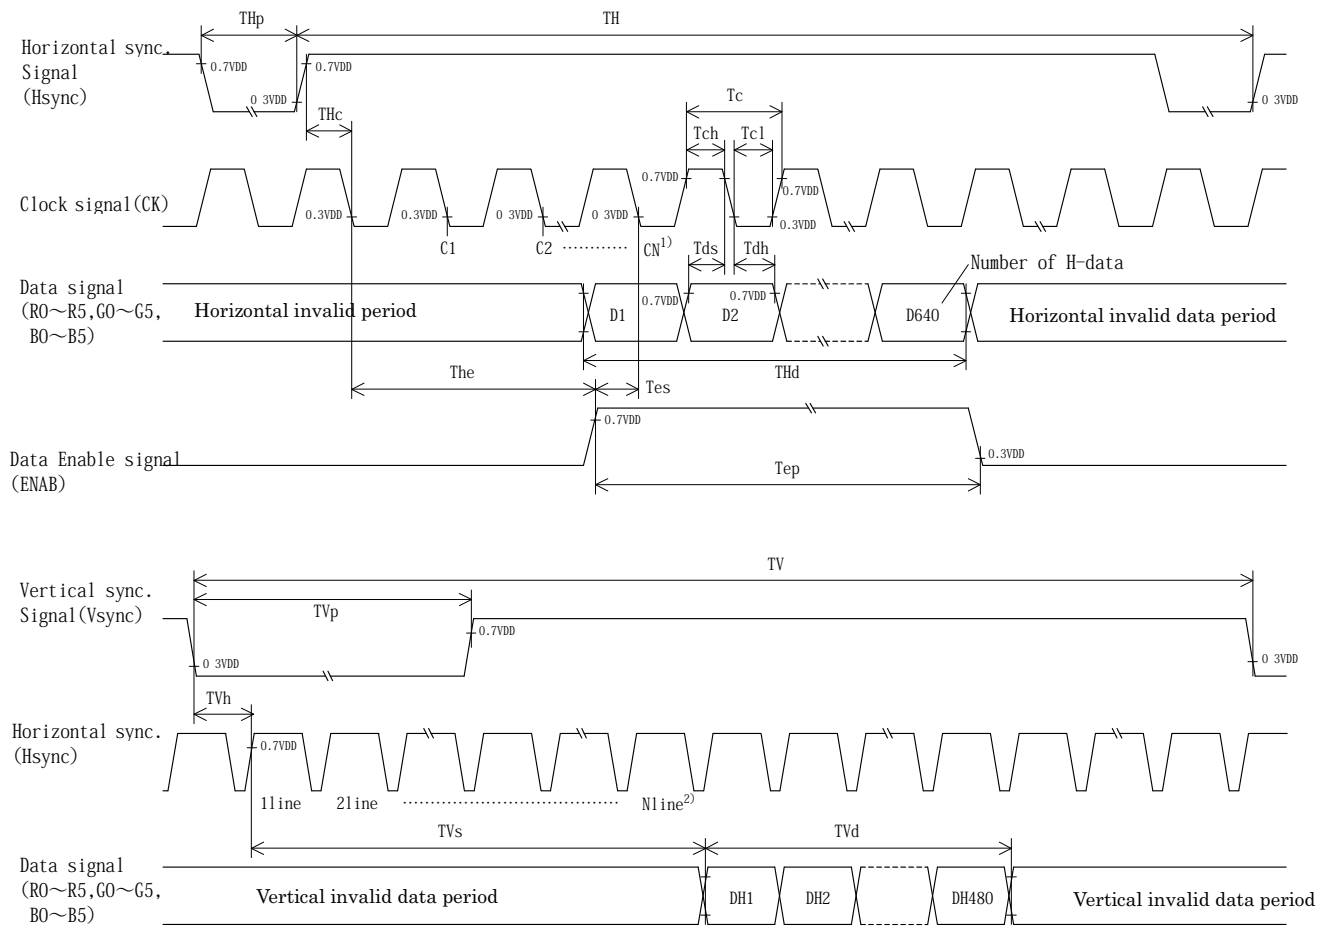 THp
TH
Horizontal sync.
Signal
(Hsync)
0.7VDD
0.7VDD
0 3VDD
0 3VDD
THc
Tc
Tch
Tcl
Clock signal(CK)
0.3VDD
0.3VDD
0 3VDD
0 3VDD
0.7VDD
0.7VDD
0.3VDD
C1
C2 ·············
CN1)
Tds
Tdh
Number of H-data
Data signal
(R0～R5,G0～G5,
B0～B5)
Horizontal invalid period
D1
0.7VDD
D2
0.7VDD
D640
Horizontal invalid data period
The
Tes
THd
0.7VDD
Data Enable signal
(ENAB)
0.3VDD
Tep
TV
Vertical sync.
Signal(Vsync)
TVp
0 3VDD
0.7VDD
0 3VDD
TVh
Horizontal sync.
(Hsync)
0.7VDD
1line
2line ·············
Nline2)
TVs
TVd
Data signal
(R0～R5,G0～G5,
B0～B5)
Vertical invalid data period
DH1
DH2
DH480
Vertical invalid data period